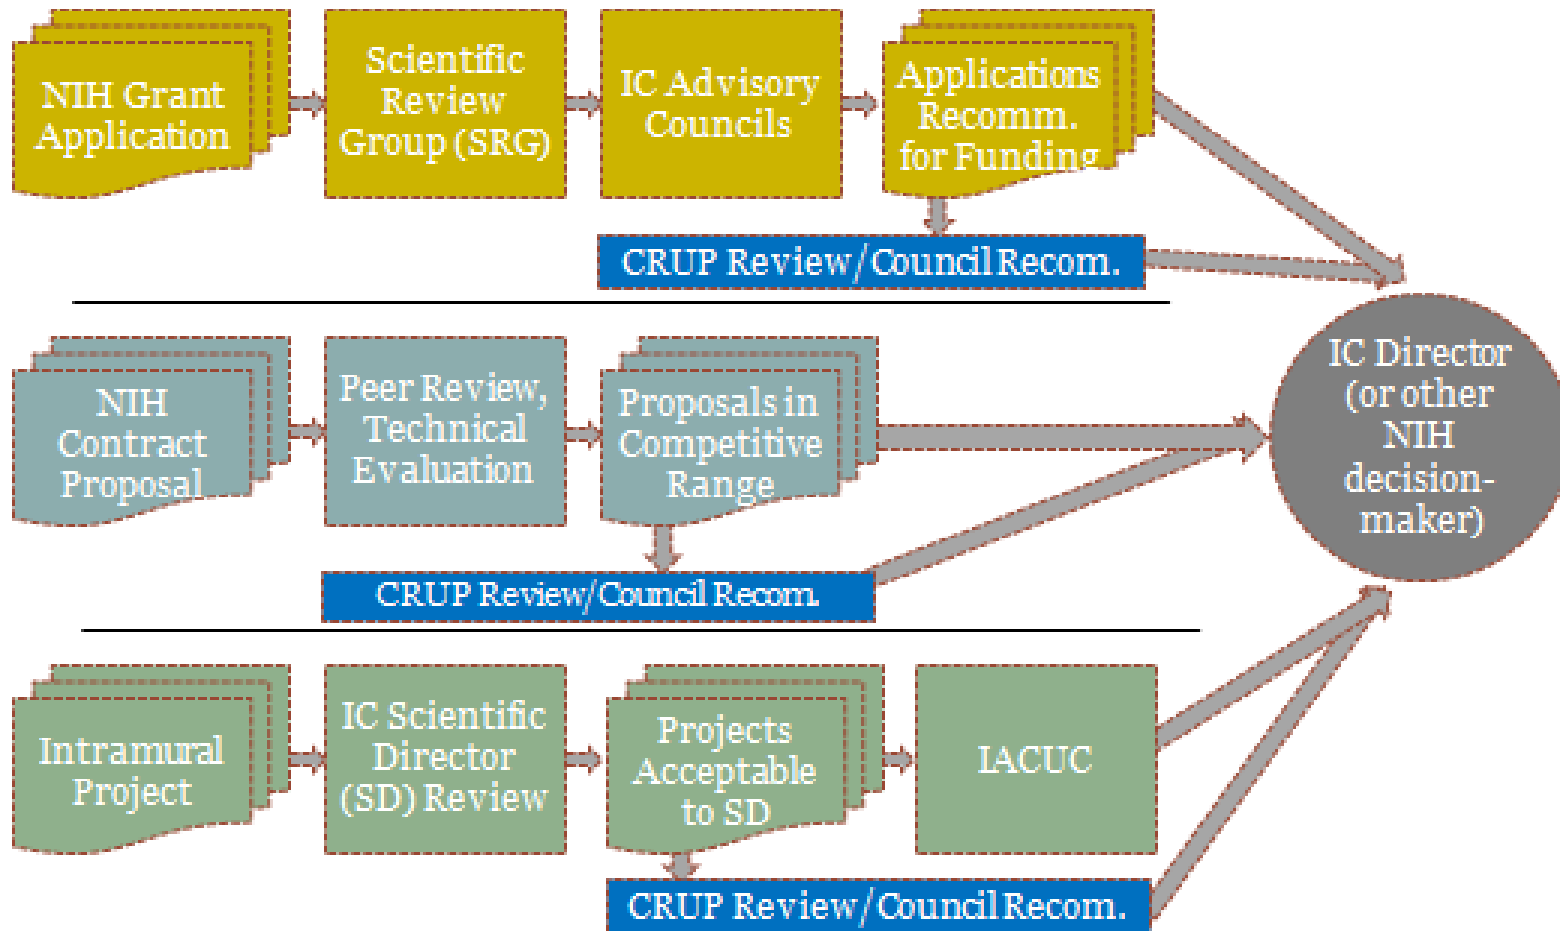 NIH Grant
Application
Scientific
Review
Group (SRG)
IC Advisory
Councils
Applications
Recomm.
for Funding
CRUP Review/Council Recom.
NIH
Contract
Proposal
Peer Review,
Technical
Evaluation
Proposals in
Competitive
Range
CRUP Review/Council Recom.
IC Director
(or other
NIH
decision-
maker)
Intramural
Project
IC Scientific
Director
(SD) Review
Projects
Acceptable
to SD
IACUC
CRUP Review/Council Recom.